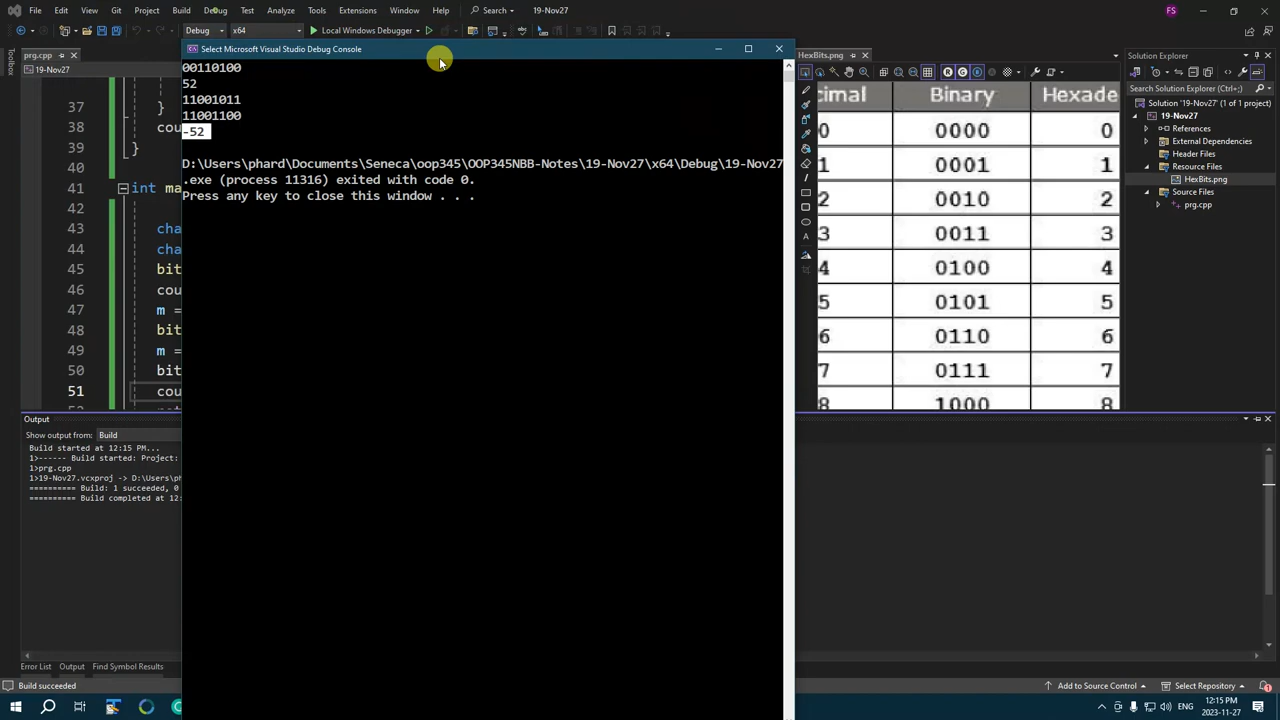 File Edit View Git Project Build Debug Test Analyze Tools Extensions Window Help Search 19-Nov27 FS
Debug x64 Local Windows Debugger
prg.cpp
19-Nov27
Toolbox
Select Microsoft Visual Studio Debug Console
00110100
52
11001011
11001100
-52
D:\Users\phard\Documents\Seneca\oop345\OOP345NBB-Notes\19-Nov27\x64\Debug\19-Nov27
.exe (process 11316) exited with code 0.
Press any key to close this window . . .
37 }
38 cou
39 }
40
41 int ma
42
43 cha
44 cha
45 bit
46 cou
47 m =
48 bit
49 m =
50 bit
51 cou
HexBits.png
cimal Binary Hexade
0 0000 0
1 0001 1
2 0010 2
3 0011 3
4 0100 4
5 0101 5
6 0110 6
7 0111 7
8 1000 8
Solution Explorer
Search Solution Explorer (Ctrl+;)
Solution '19-Nov27' (1 of 1 project)
19-Nov27
References
External Dependencies
Header Files
Resource Files
HexBits.png
Source Files
prg.cpp
Output
Show output from: Build
Build started at 12:15 PM...
1>------ Build started: Project:
1>prg.cpp
1>19-Nov27.vcxproj -> D:\Users\ph
========== Build: 1 succeeded, 0
========== Build completed at 12:
Error List Output Find Symbol Results
Build succeeded
Add to Source Control Select Repository
ENG 12:15 PM
2023-11-27